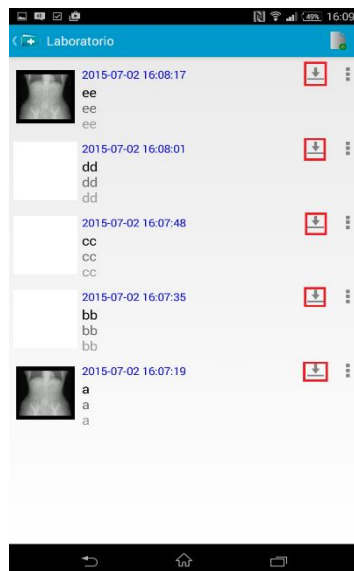 49%
16:09
Laboratorio
2015-07-02 16:08:17
ee
ee
ee
2015-07-02 16:08:01
dd
dd
dd
2015-07-02 16:07:48
cc
cc
cc
2015-07-02 16:07:35
bb
bb
bb
2015-07-02 16:07:19
a
a
a